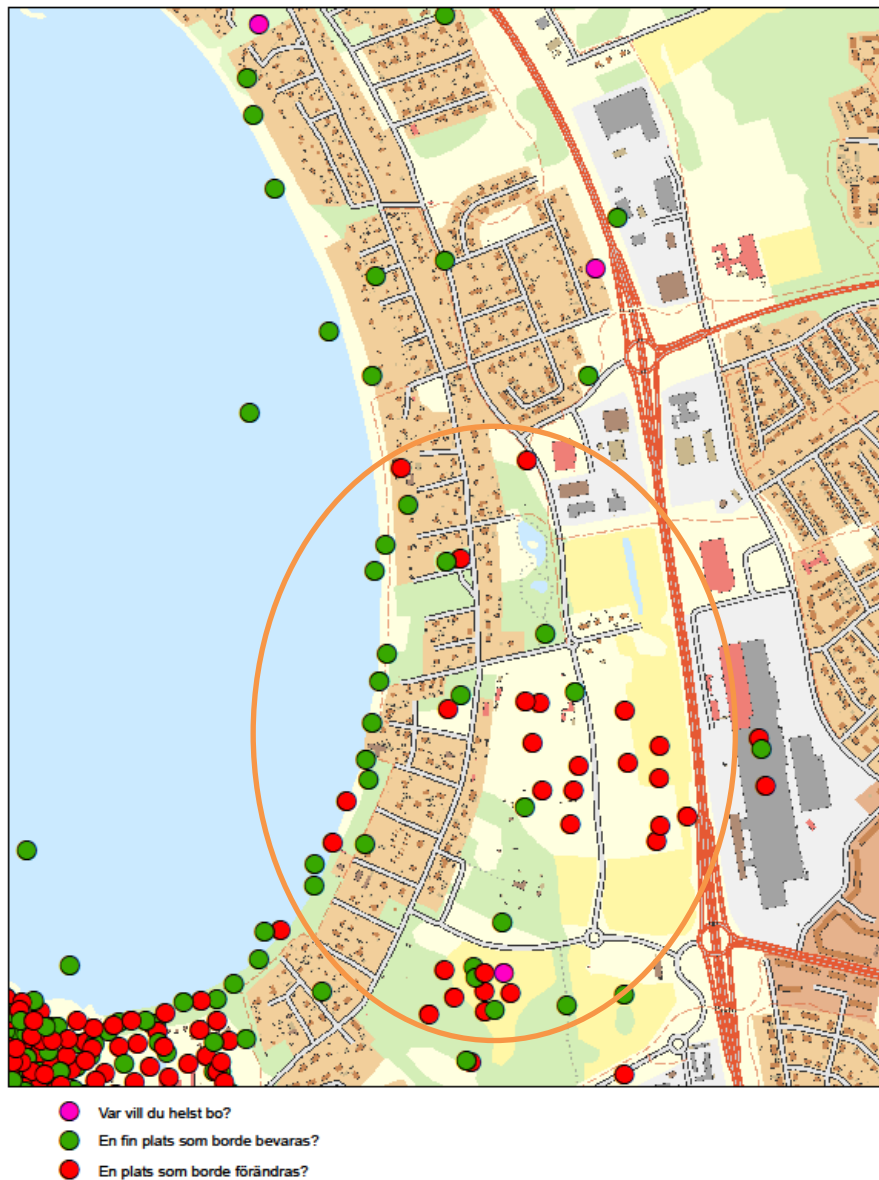 Var vill du helst bo?
En fin plats som borde bevaras?
En plats som borde förändras?